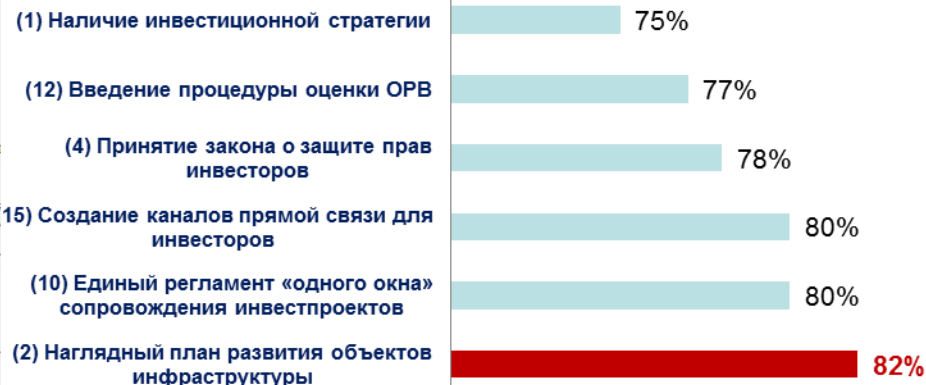 (1) Наличие инвестиционной стратегии
75%
(12) Введение процедуры оценки ОРВ
77%
(4) Принятие закона о защите прав
инвесторов
78%
15) Создание каналов прямой связи для
инвесторов
80%
(10) Единый регламент «одного окна»
сопровождения инвестпроектов
80%
(2) Наглядный план развития объектов
инфраструктуры
82%